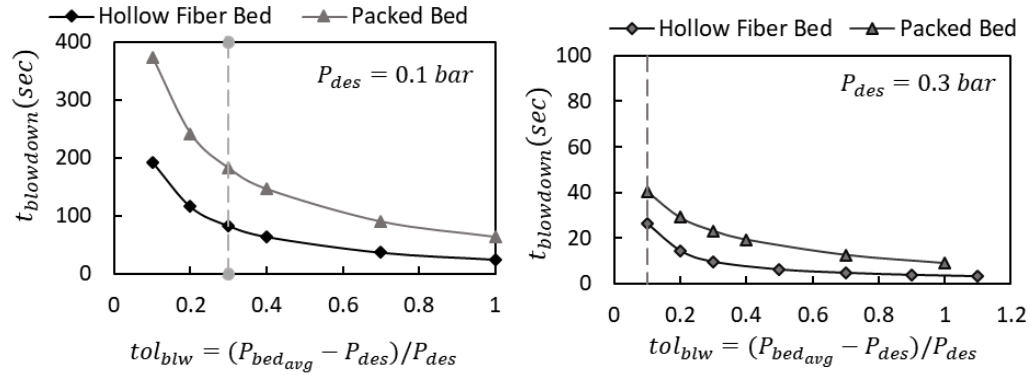 Hollow Fiber Bed Packed Bed
400
300
200
100
0
t_blowdown(sec)
P_des = 0.1 bar
0 0.2 0.4 0.6 0.8 1
tol_blw = (P_bed_avg − P_des)/P_des
Hollow Fiber Bed Packed Bed
100
80
60
40
20
0
t_blowdown(sec)
P_des = 0.3 bar
0 0.2 0.4 0.6 0.8 1 1.2
tol_blw = (P_bed_avg − P_des)/P_des